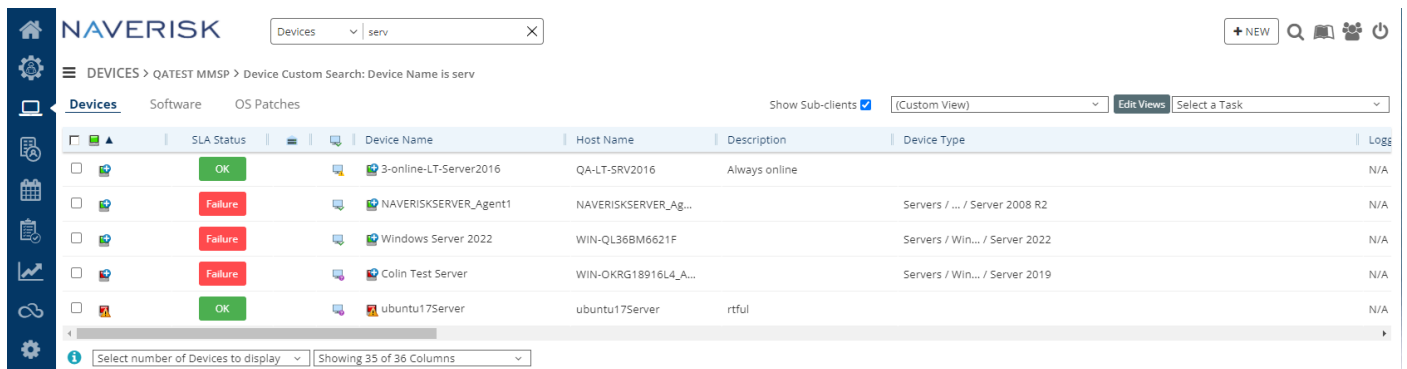 NAVERISK Devices serv + NEW
DEVICES > QATEST MMSP > Device Custom Search: Device Name is serv
Devices Software OS Patches Show Sub-clients (Custom View) Edit Views Select a Task
SLA Status Device Name Host Name Description Device Type Logg
OK 3-online-LT-Server2016 QA-LT-SRV2016 Always online N/A
Failure NAVERISKSERVER_Agent1 NAVERISKSERVER_Ag... Servers / ... / Server 2008 R2 N/A
Failure Windows Server 2022 WIN-QL36BM6621F Servers / Win... / Server 2022 N/A
Failure Colin Test Server WIN-OKRG18916L4_A... Servers / Win... / Server 2019 N/A
OK ubuntu17Server ubuntu17Server rtful N/A
Select number of Devices to display Showing 35 of 36 Columns